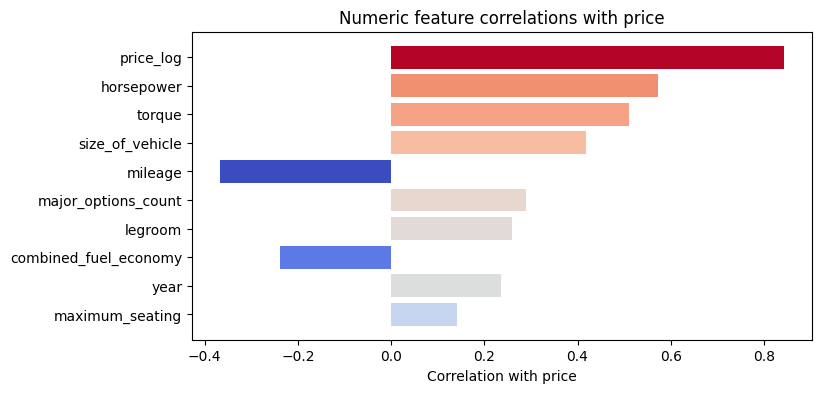 Numeric feature correlations with price
price_log
horsepower
torque
size_of_vehicle
mileage
major_options_count
legroom
combined_fuel_economy
year
maximum_seating
−0.4 −0.2 0.0 0.2 0.4 0.6 0.8
Correlation with price